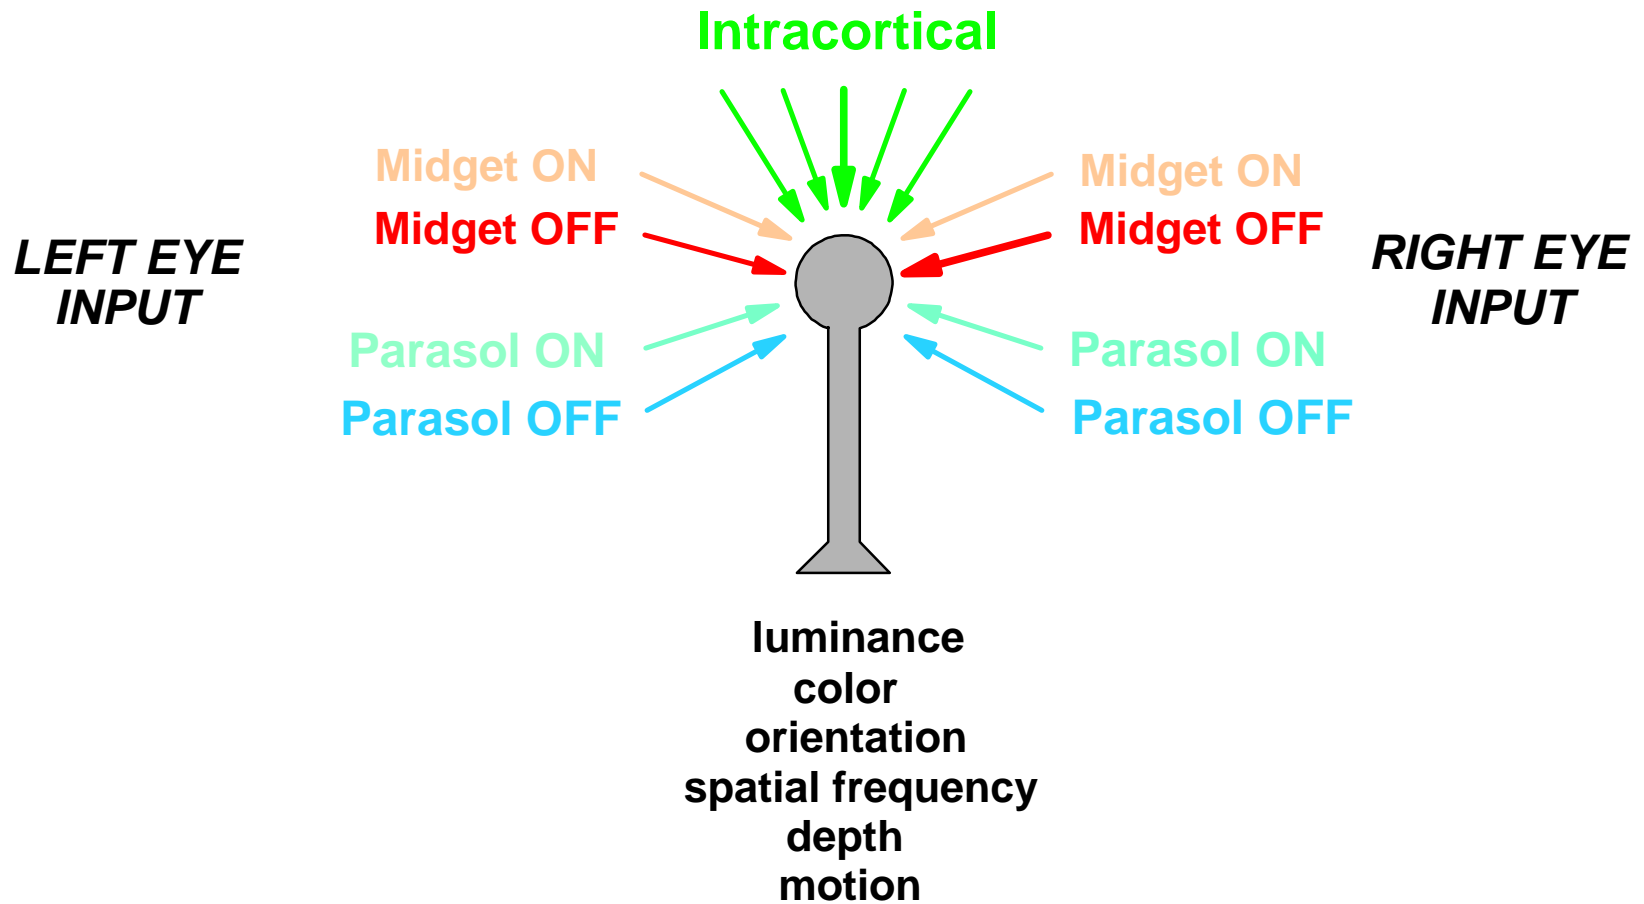 Intracortical
Midget ON
Midget OFF
LEFT EYE
INPUT
Parasol ON
Parasol OFF
Midget ON
Midget OFF
RIGHT EYE
INPUT
Parasol ON
Parasol OFF
luminance
color
orientation
spatial frequency
depth
motion